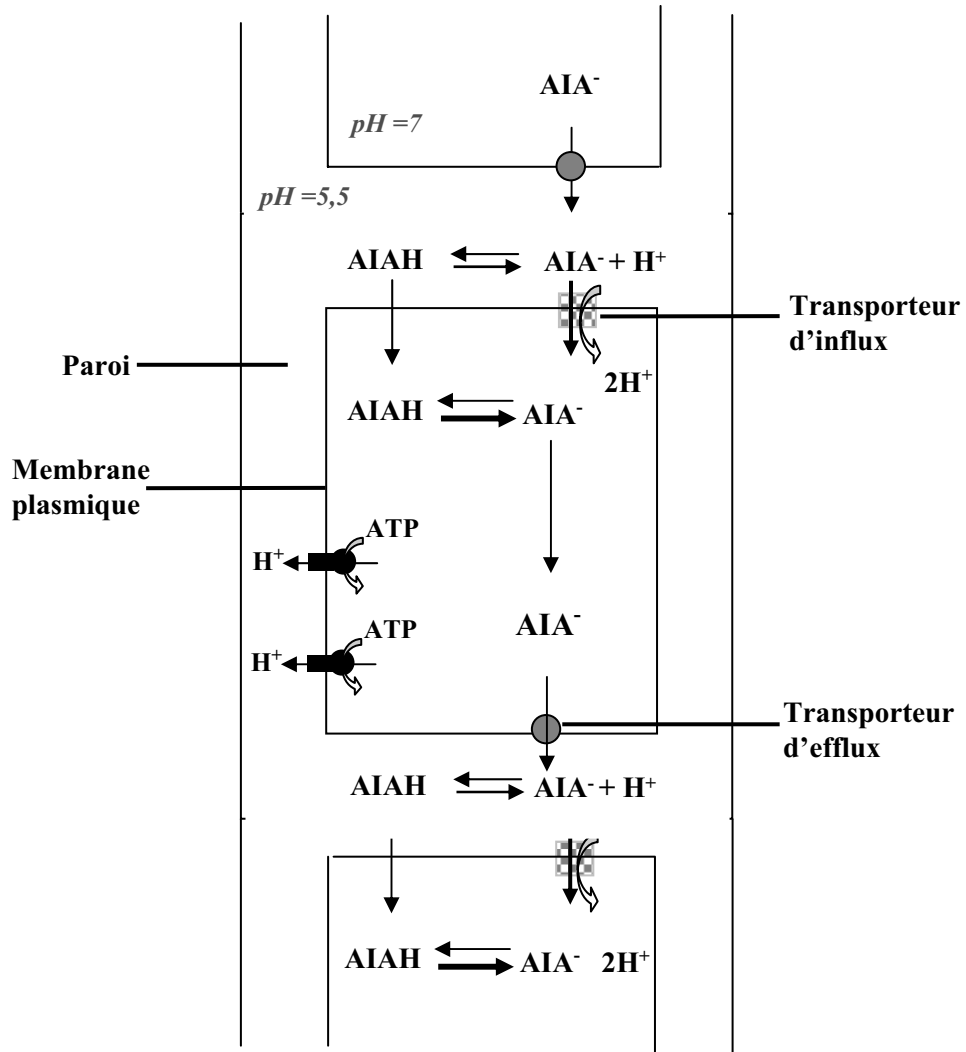 AIA⁻
pH =7
pH =5,5
AIAH
AIA⁻ + H⁺
Transporteur
d’influx
Paroi
2H⁺
AIAH
AIA⁻
Membrane
plasmique
ATP
H⁺
AIA⁻
ATP
H⁺
Transporteur
d’efflux
AIAH
AIA⁻ + H⁺
AIAH
AIA⁻
2H⁺